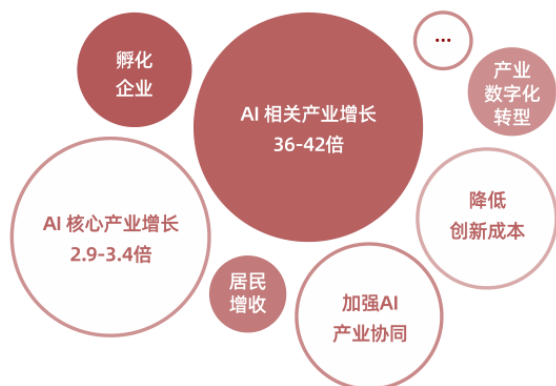 孵化
企业
AI 相关产业增长
36-42倍
...
产业
数字化
转型
AI 核心产业增长
2.9-3.4倍
降低
创新成本
居民
增收
加强AI
产业协同